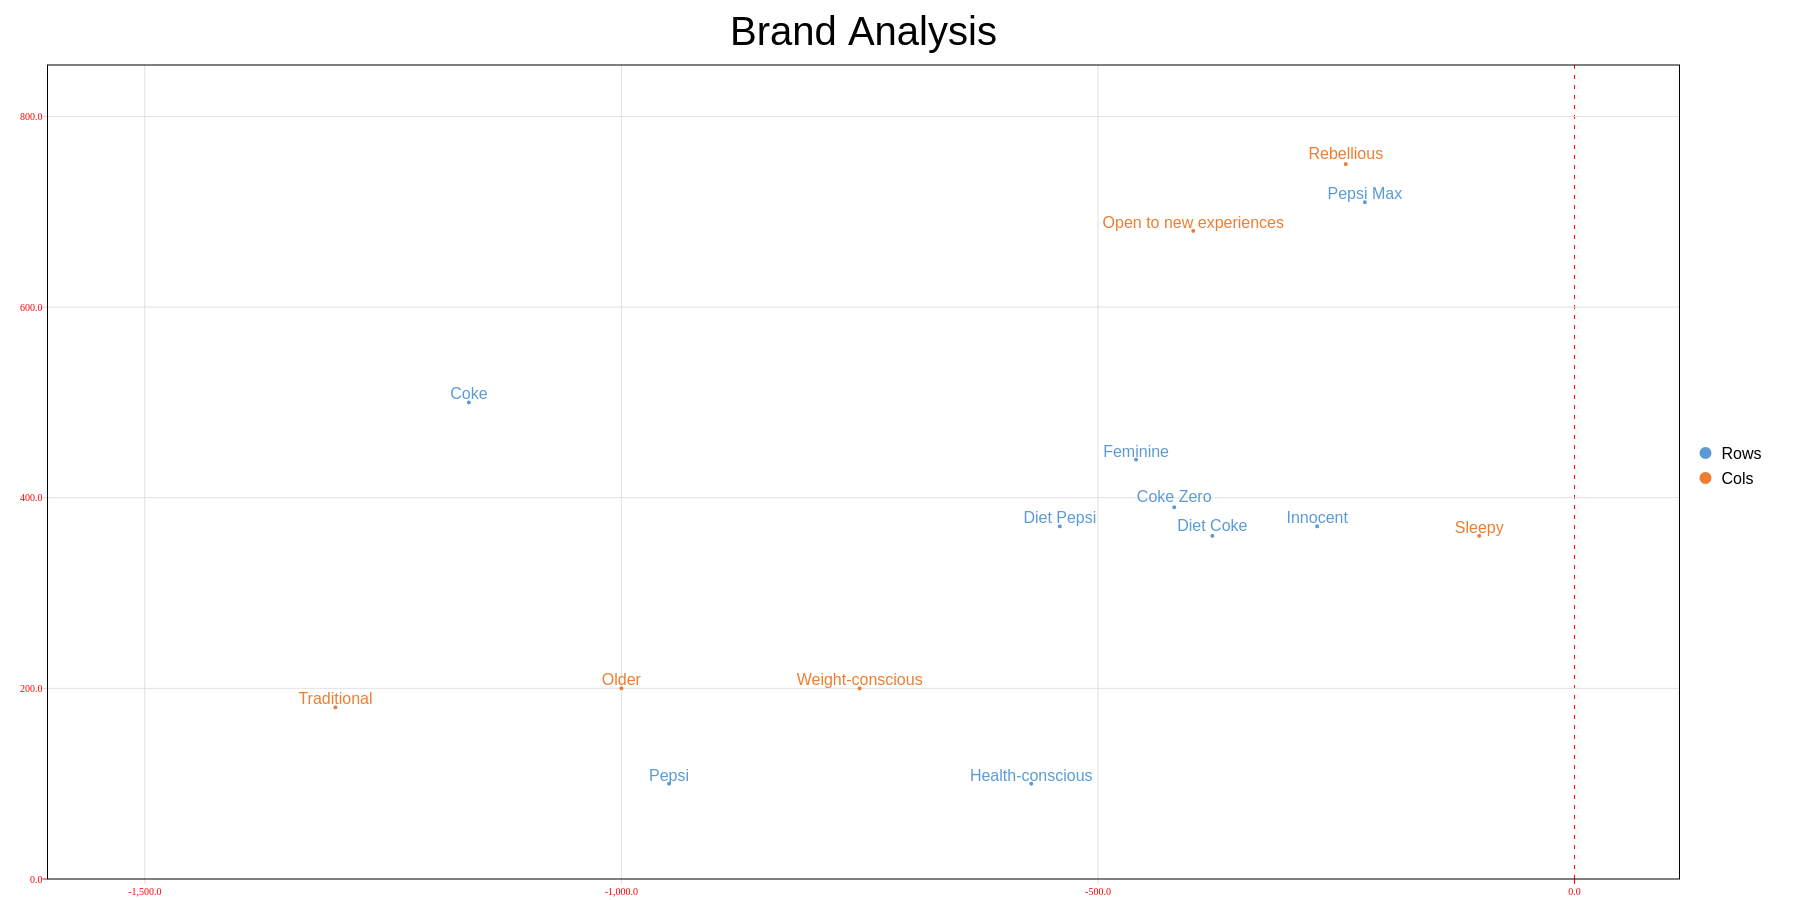 Brand Analysis
800.0
Rebellious
Pepsi Max
Open to new experiences
600.0
Coke
Feminine
Rows
Cols
400.0
Coke Zero
Diet Pepsi
Diet Coke
Innocent
Sleepy
200.0
Older
Weight-conscious
Traditional
Pepsi
Health-conscious
0.0
-1,500.0
-1,000.0
-500.0
0.0